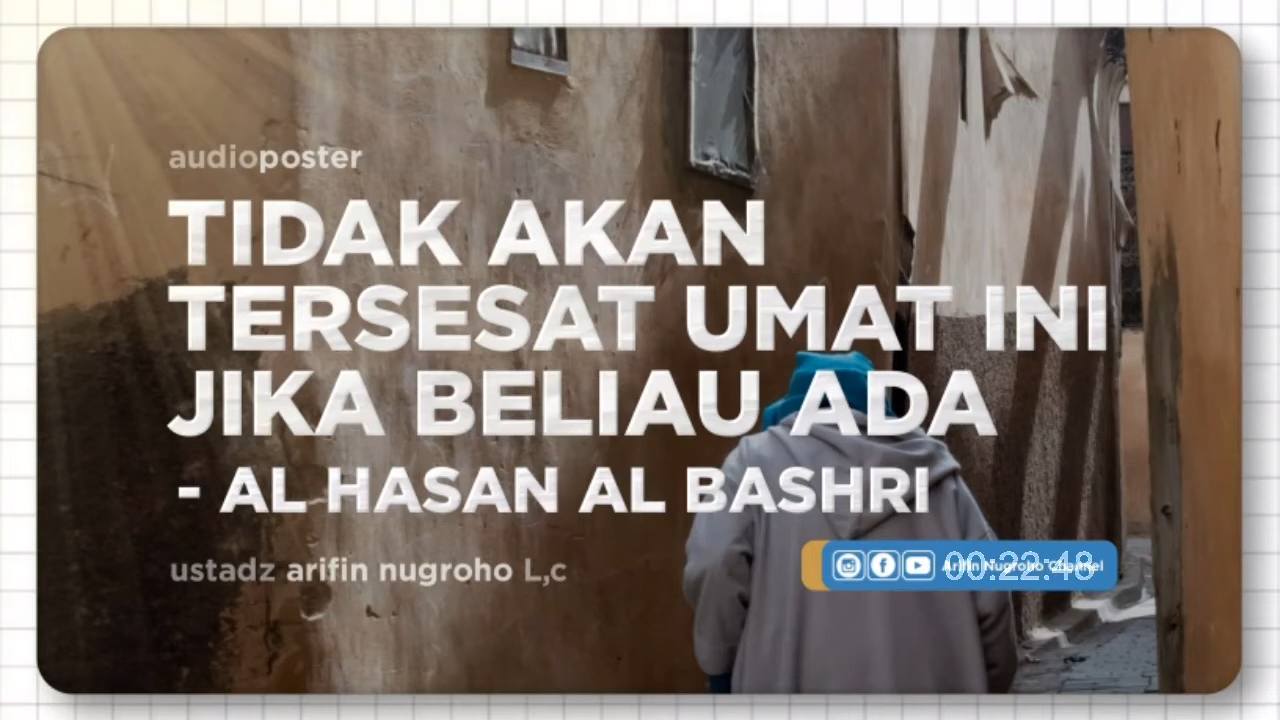 audioposter
TIDAK AKAN
TERSESAT UMAT INI
JIKA BELIAU ADA
- AL HASAN AL BASHRI
ustadz arifin nugroho L,c
Arifin Nugroho Channel
00:22:48